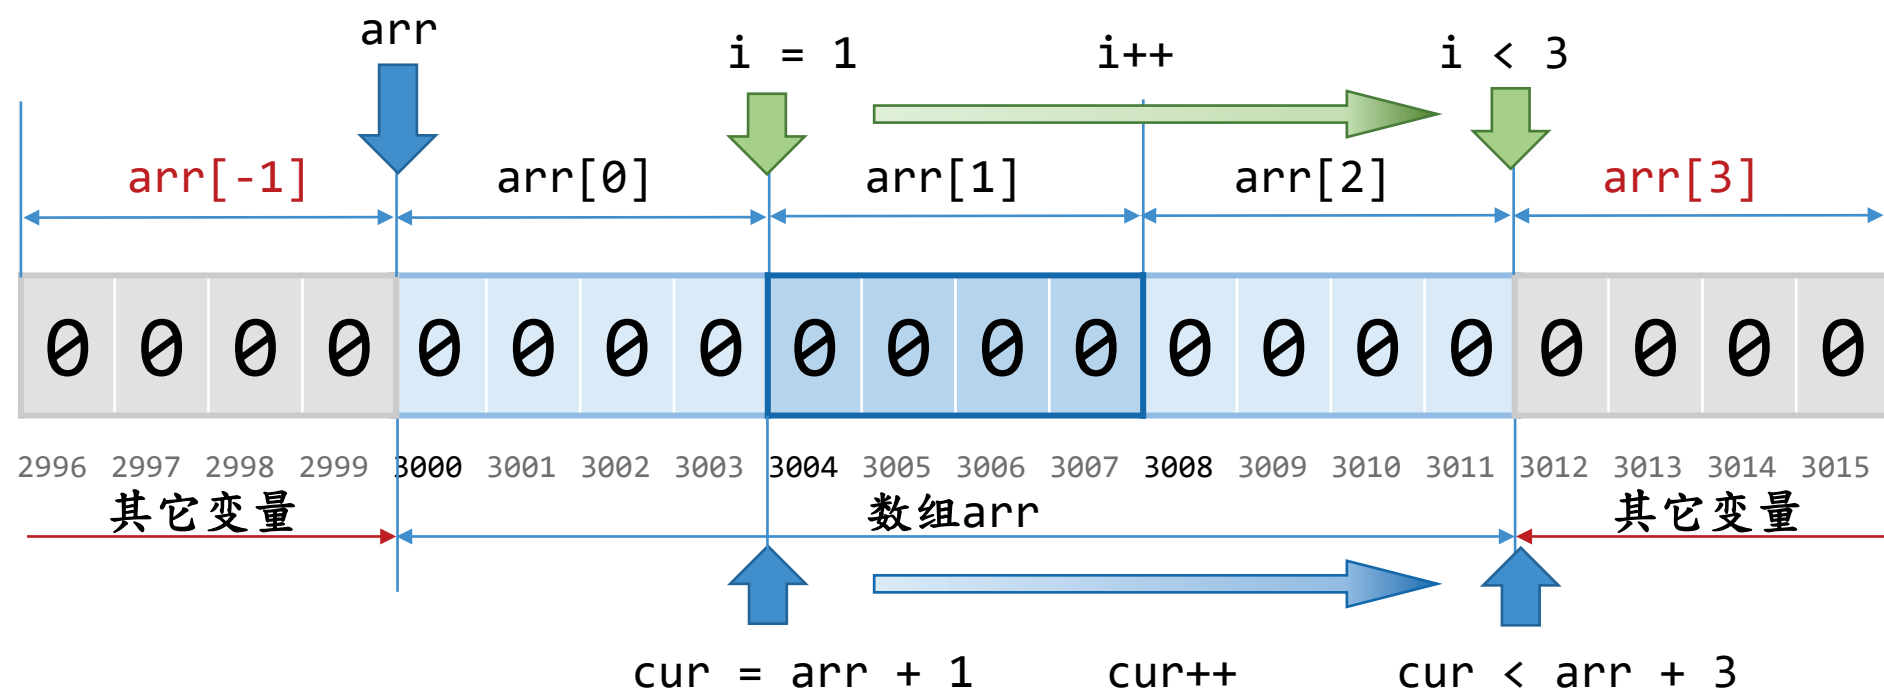 arr
i = 1 i++ i < 3
arr[-1] arr[0] arr[1] arr[2] arr[3]
0 0 0 0 0 0 0 0 0 0 0 0 0 0 0 0 0 0 0 0
2996 2997 2998 2999 3000 3001 3002 3003 3004 3005 3006 3007 3008 3009 3010 3011 3012 3013 3014 3015
其它变量 数组arr 其它变量
cur = arr + 1 cur++ cur < arr + 3